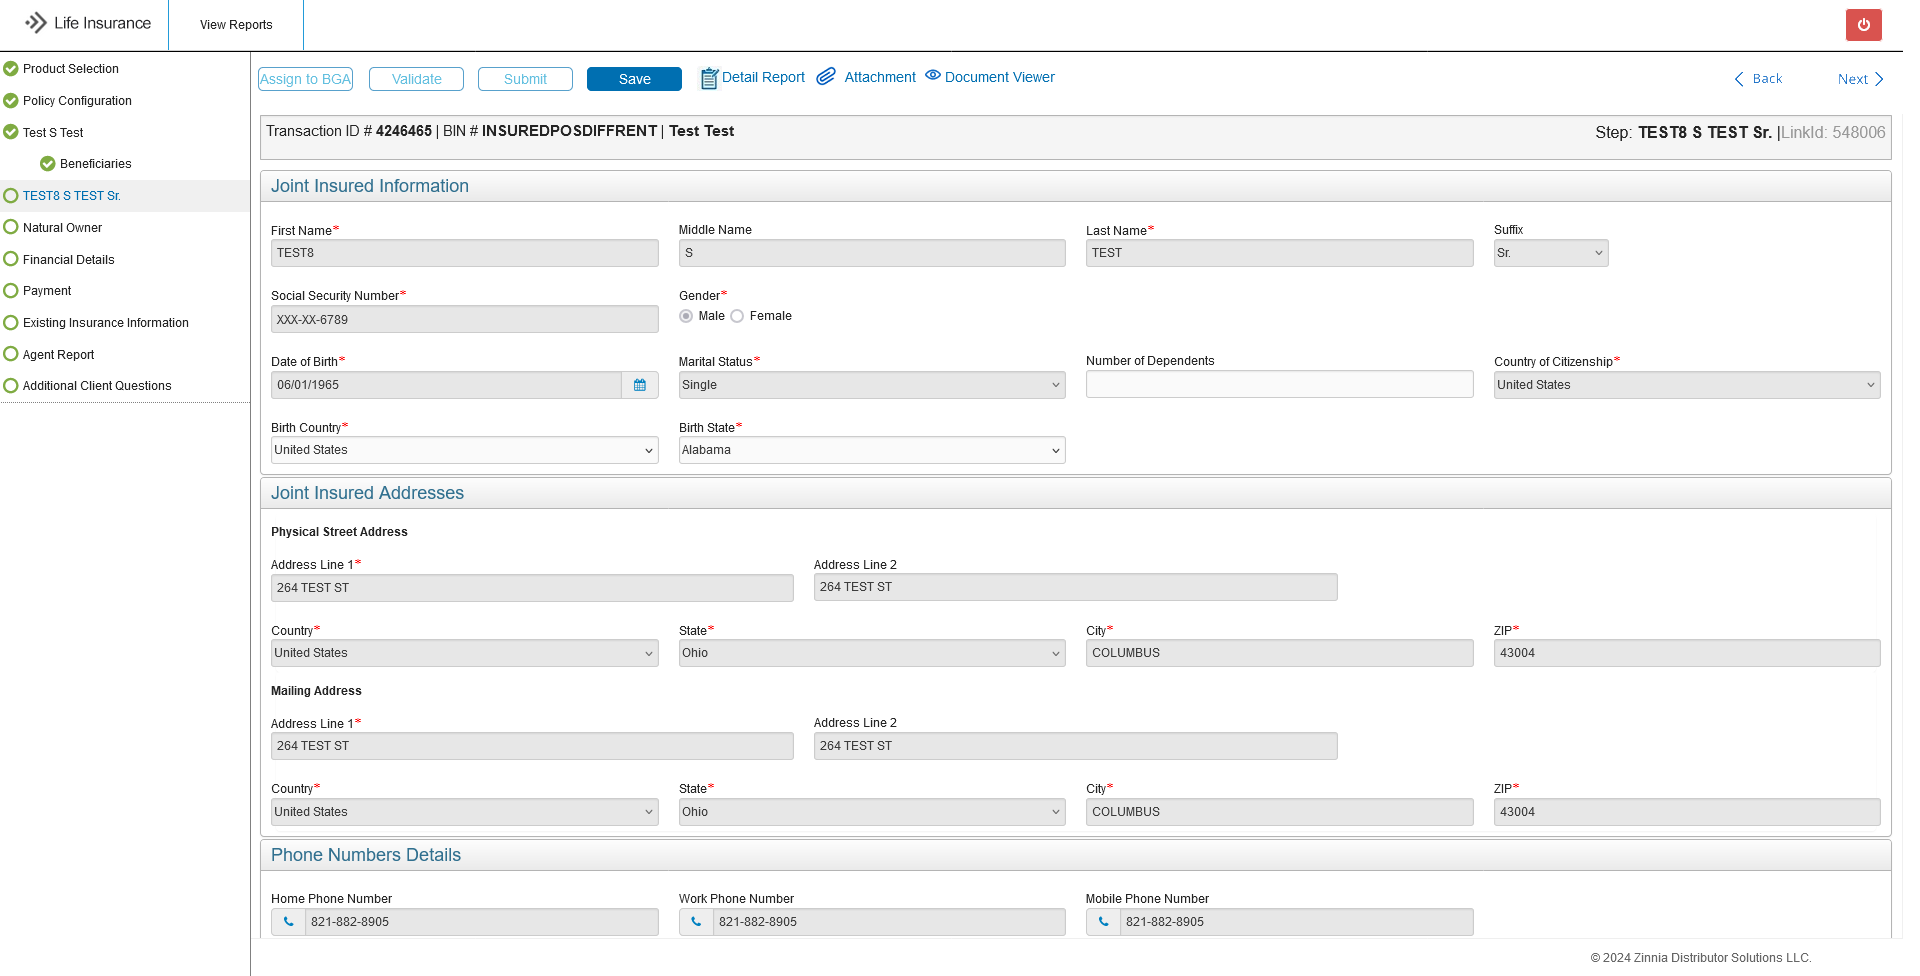 Life Insurance
View Reports
Product Selection
Policy Configuration
Test S Test
Beneficiaries
TEST8 S TEST Sr.
Natural Owner
Financial Details
Payment
Existing Insurance Information
Agent Report
Additional Client Questions
Assign to BGA Validate Submit Save Detail Report Attachment Document Viewer Back Next
Transaction ID # 4246465 | BIN # INSUREDPOSDIFFRENT | Test Test Step: TEST8 S TEST Sr. |LinkId: 548006
Joint Insured Information
First Name* Middle Name Last Name* Suffix
TEST8 S TEST Sr.
Social Security Number* Gender*
XXX-XX-6789 Male Female
Date of Birth* Marital Status* Number of Dependents Country of Citizenship*
06/01/1965 Single United States
Birth Country* Birth State*
United States Alabama
Joint Insured Addresses
Physical Street Address
Address Line 1* Address Line 2
264 TEST ST 264 TEST ST
Country* State* City* ZIP*
United States Ohio COLUMBUS 43004
Mailing Address
Address Line 1* Address Line 2
264 TEST ST 264 TEST ST
Country* State* City* ZIP*
United States Ohio COLUMBUS 43004
Phone Numbers Details
Home Phone Number Work Phone Number Mobile Phone Number
821-882-8905 821-882-8905 821-882-8905
© 2024 Zinnia Distributor Solutions LLC.